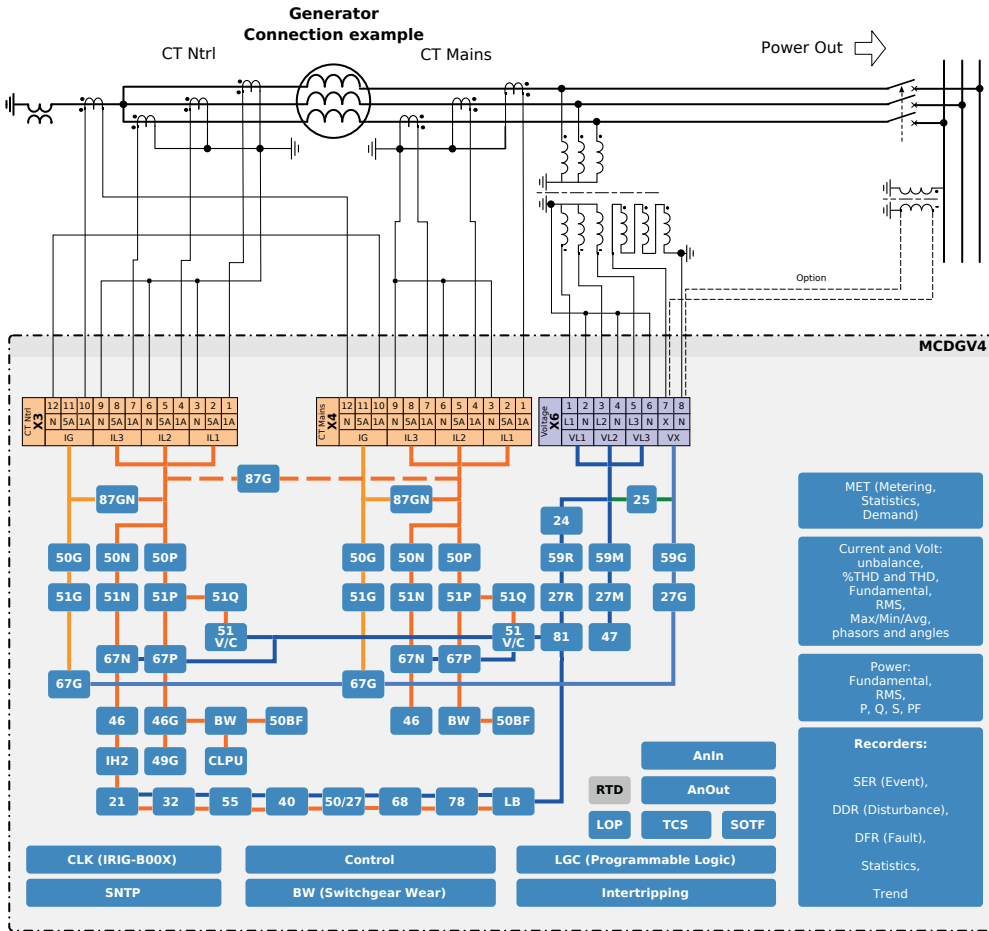 Generator
Connection example
CT Ntrl
CT Mains
Power Out
Option
MCDGV4
CT Ntrl
X3
12 11 10 9 8 7 6 5 4 3 2 1
N 5A 1A N 5A 1A N 5A 1A N 5A 1A
IG IL3 IL2 IL1
CT Mains
X4
12 11 10 9 8 7 6 5 4 3 2 1
N 5A 1A N 5A 1A N 5A 1A N 5A 1A
IG IL3 IL2 IL1
Voltage
X6
1 2 3 4 5 6 7 8
L1 N L2 N L3 N X N
VL1 VL2 VL3 VX
87G
87GN
87GN
25
24
50G 50N 50P 50G 50N 50P 59R 59M 59G
51G 51N 51P 51Q 51G 51N 51P 51Q 27R 27M 27G
51
V/C
51
V/C
81 47
67N 67P 67N 67P
67G 67G
46 46G BW 50BF 46 BW 50BF
IH2 49G CLPU
21 32 55 40 50/27 68 78 LB
AnIn
RTD AnOut
LOP TCS SOTF
CLK (IRIG-B00X) Control LGC (Programmable Logic)
SNTP BW (Switchgear Wear) Intertripping
MET (Metering,
Statistics,
Demand)
Current and Volt:
unbalance,
%THD and THD,
Fundamental,
RMS,
Max/Min/Avg,
phasors and angles
Power:
Fundamental,
RMS,
P, Q, S, PF
Recorders:
SER (Event),
DDR (Disturbance),
DFR (Fault),
Statistics,
Trend